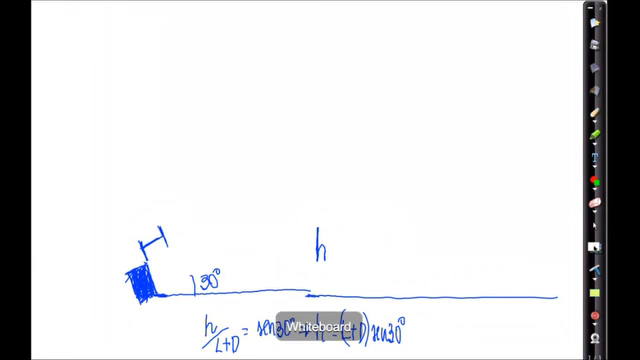 h
30°
h/L+D = sen30° → h = (L+D)sen30°
Whiteboard